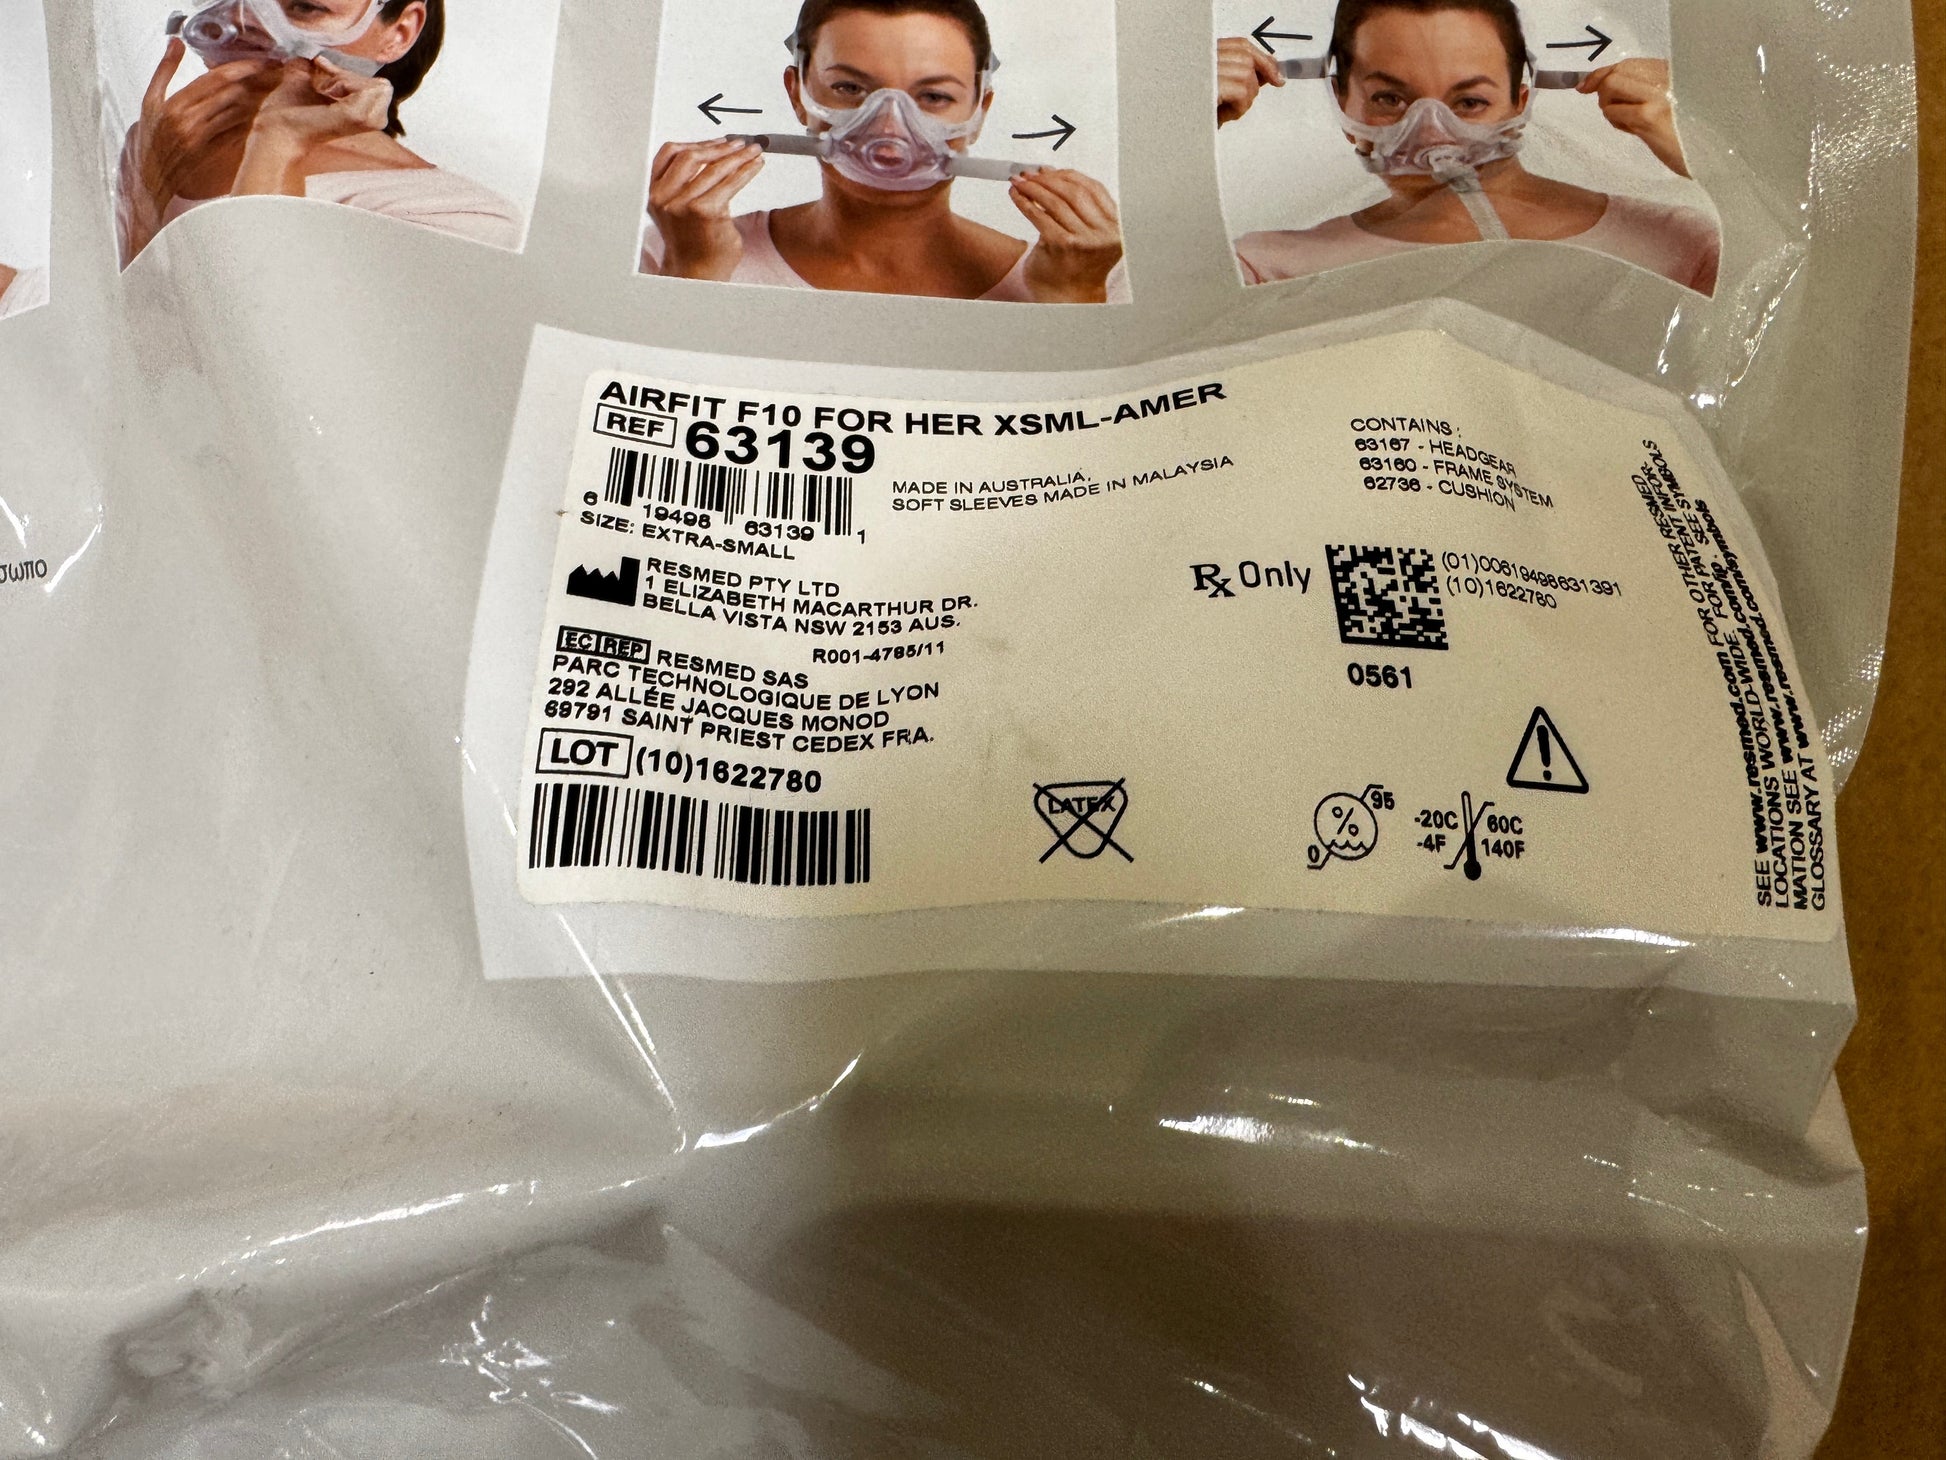 AIRFIT F10 FOR HER XSML-AMER
REF 63139
6 19498 63139 1
SIZE: EXTRA-SMALL
MADE IN AUSTRALIA.
SOFT SLEEVES MADE IN MALAYSIA
CONTAINS:
63167 - HEADGEAR
63160 - FRAME SYSTEM
62736 - CUSHION
RESMED PTY LTD
1 ELIZABETH MACARTHUR DR.
BELLA VISTA NSW 2153 AUS.
R001-4785/11
EC REP RESMED SAS
PARC TECHNOLOGIQUE DE LYON
292 ALLÉE JACQUES MONOD
69791 SAINT PRIEST CEDEX FRA.
LOT (10)1622780
Rx Only
(01)00619498631391
(10)1622780
0561
LATEX
% 95
0
-20C 60C
-4F 140F
SEE www.resmed.com FOR OTHER RESMED
LOCATIONS WORLD-WIDE. FOR PATENT INFOR-
MATION SEE www.resmed.com/ip. SEE SYMBOLS
GLOSSARY AT www.resmed.com/symbols